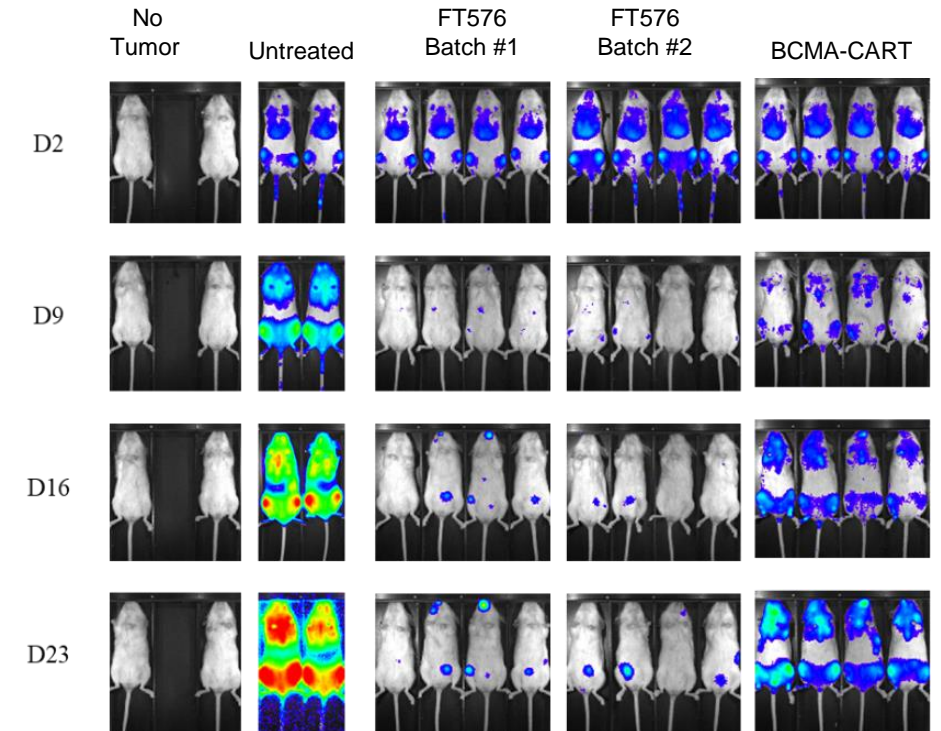 No
Tumor
Untreated
FT576
Batch #1
FT576
Batch #2
BCMA-CART
D2
D9
D16
D23